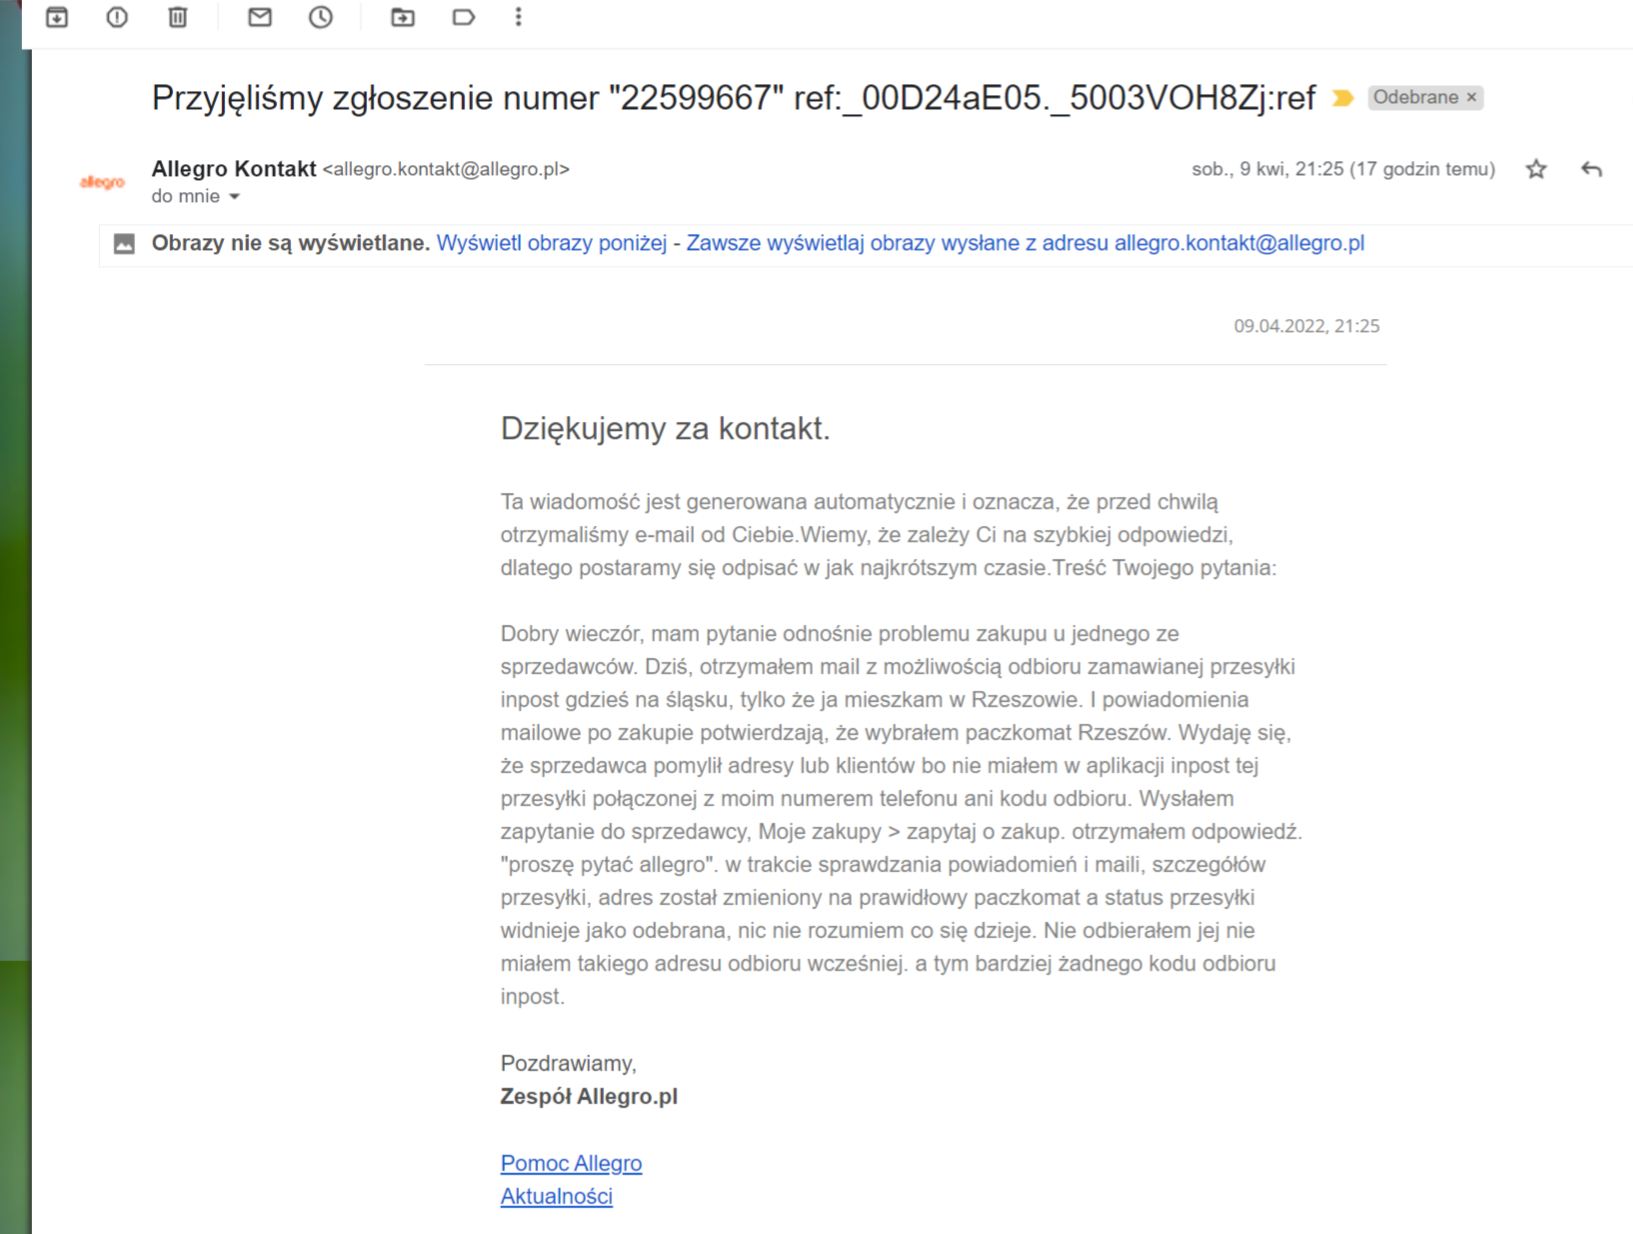 Przyjęliśmy zgłoszenie numer "22599667" ref:_00D24aE05._5003VOH8Zj:ref Odebrane ×
allegro
Allegro Kontakt <allegro.kontakt@allegro.pl> sob., 9 kwi, 21:25 (17 godzin temu)
do mnie
Obrazy nie są wyświetlane. Wyświetl obrazy poniżej - Zawsze wyświetlaj obrazy wysłane z adresu allegro.kontakt@allegro.pl
09.04.2022, 21:25
Dziękujemy za kontakt.
Ta wiadomość jest generowana automatycznie i oznacza, że przed chwilą
otrzymaliśmy e-mail od Ciebie.Wiemy, że zależy Ci na szybkiej odpowiedzi,
dlatego postaramy się odpisać w jak najkrótszym czasie.Treść Twojego pytania:
Dobry wieczór, mam pytanie odnośnie problemu zakupu u jednego ze
sprzedawców. Dziś, otrzymałem mail z możliwością odbioru zamawianej przesyłki
inpost gdzieś na śląsku, tylko że ja mieszkam w Rzeszowie. I powiadomienia
mailowe po zakupie potwierdzają, że wybrałem paczkomat Rzeszów. Wydaję się,
że sprzedawca pomylił adresy lub klientów bo nie miałem w aplikacji inpost tej
przesyłki połączonej z moim numerem telefonu ani kodu odbioru. Wysłałem
zapytanie do sprzedawcy, Moje zakupy > zapytaj o zakup. otrzymałem odpowiedź.
"proszę pytać allegro". w trakcie sprawdzania powiadomień i maili, szczegółów
przesyłki, adres został zmieniony na prawidłowy paczkomat a status przesyłki
widnieje jako odebrana, nic nie rozumiem co się dzieje. Nie odbierałem jej nie
miałem takiego adresu odbioru wcześniej. a tym bardziej żadnego kodu odbioru
inpost.
Pozdrawiamy,
Zespół Allegro.pl
Pomoc Allegro
Aktualności